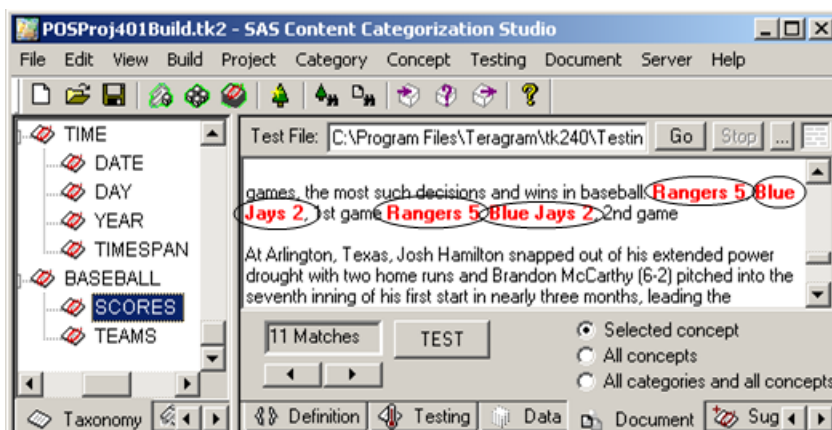 POSProj401Build.tk2 - SAS Content Categorization Studio
File Edit View Build Project Category Concept Testing Document Server Help
TIME
DATE
DAY
YEAR
TIMESPAN
BASEBALL
SCORES
TEAMS
Taxonomy
Test File: C:\Program Files\Teragram\tk240\Testin Go Stop ...
games, the most such decisions and wins in baseball. Rangers 5, Blue
Jays 2, 1st game Rangers 5, Blue Jays 2, 2nd game
At Arlington, Texas, Josh Hamilton snapped out of his extended power
drought with two home runs and Brandon McCarthy (6-2) pitched into the
seventh inning of his first start in nearly three months, leading the
11 Matches TEST
Selected concept
All concepts
All categories and all concepts
Definition Testing Data Document Sug